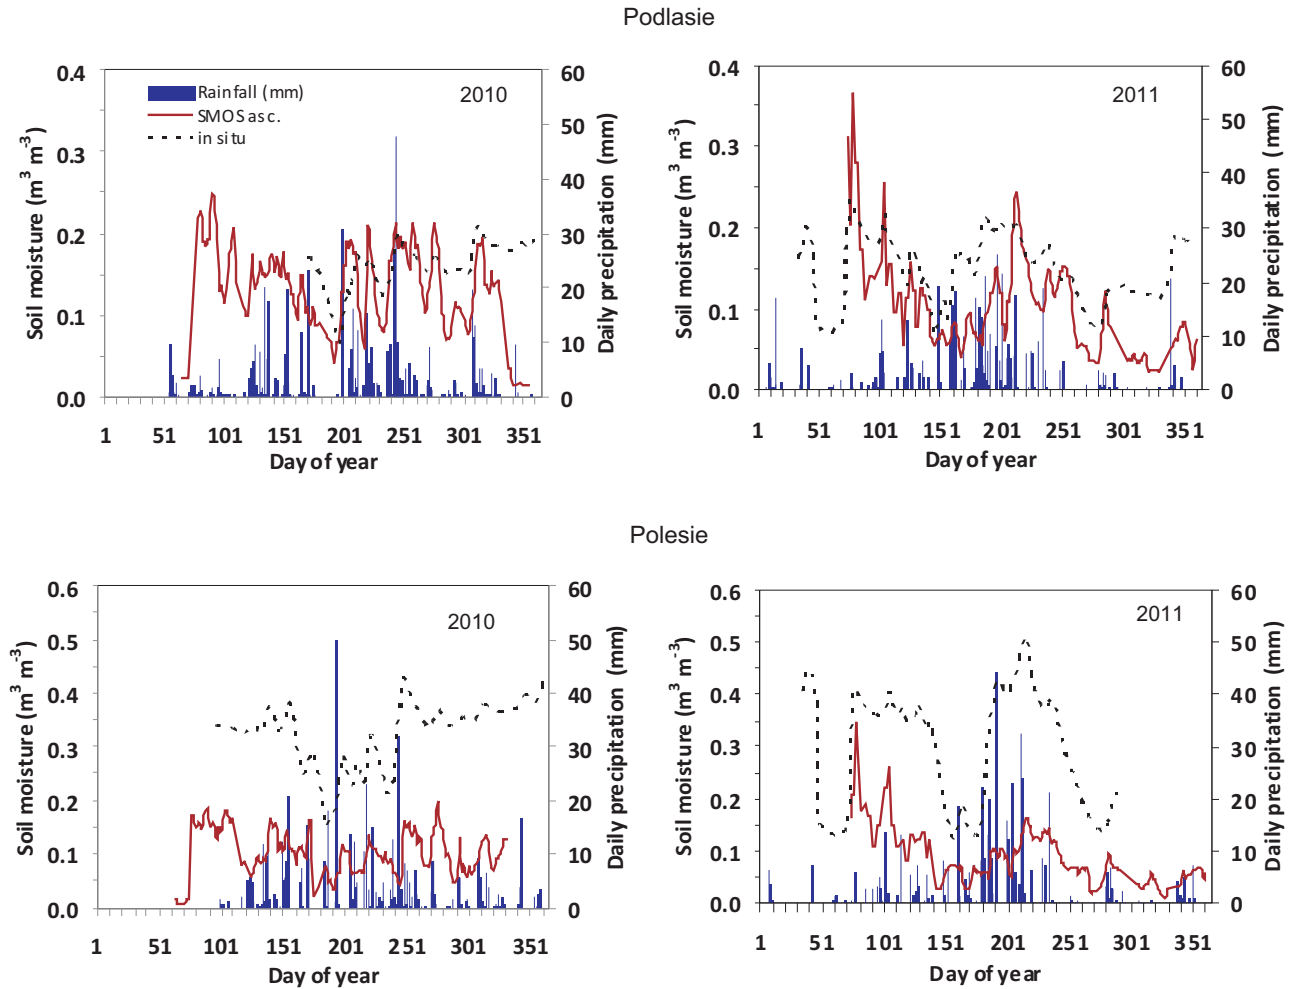 Podlasie
0.4
0.3
0.2
0.1
0.0
Soil moisture (m³ m⁻³)
Rainfall (mm)
SMOS asc.
in situ
2010
60
50
40
30
20
10
0
Daily precipitation (mm)
1 51 101 151 201 251 301 351
Day of year
0.4
0.3
0.2
0.1
0.0
Soil moisture (m³ m⁻³)
2011
60
50
40
30
20
10
0
Daily precipitation (mm)
1 51 101 151 201 251 301 351
Day of year
Polesie
0.6
0.5
0.4
0.3
0.2
0.1
0.0
Soil moisture (m³ m⁻³)
2010
60
50
40
30
20
10
0
Daily precipitation (mm)
1 51 101 151 201 251 301 351
Day of year
0.6
0.5
0.4
0.3
0.2
0.1
0.0
Soil moisture (m³ m⁻³)
2011
60
50
40
30
20
10
0
Daily precipitation (mm)
1 51 101 151 201 251 301 351
Day of year